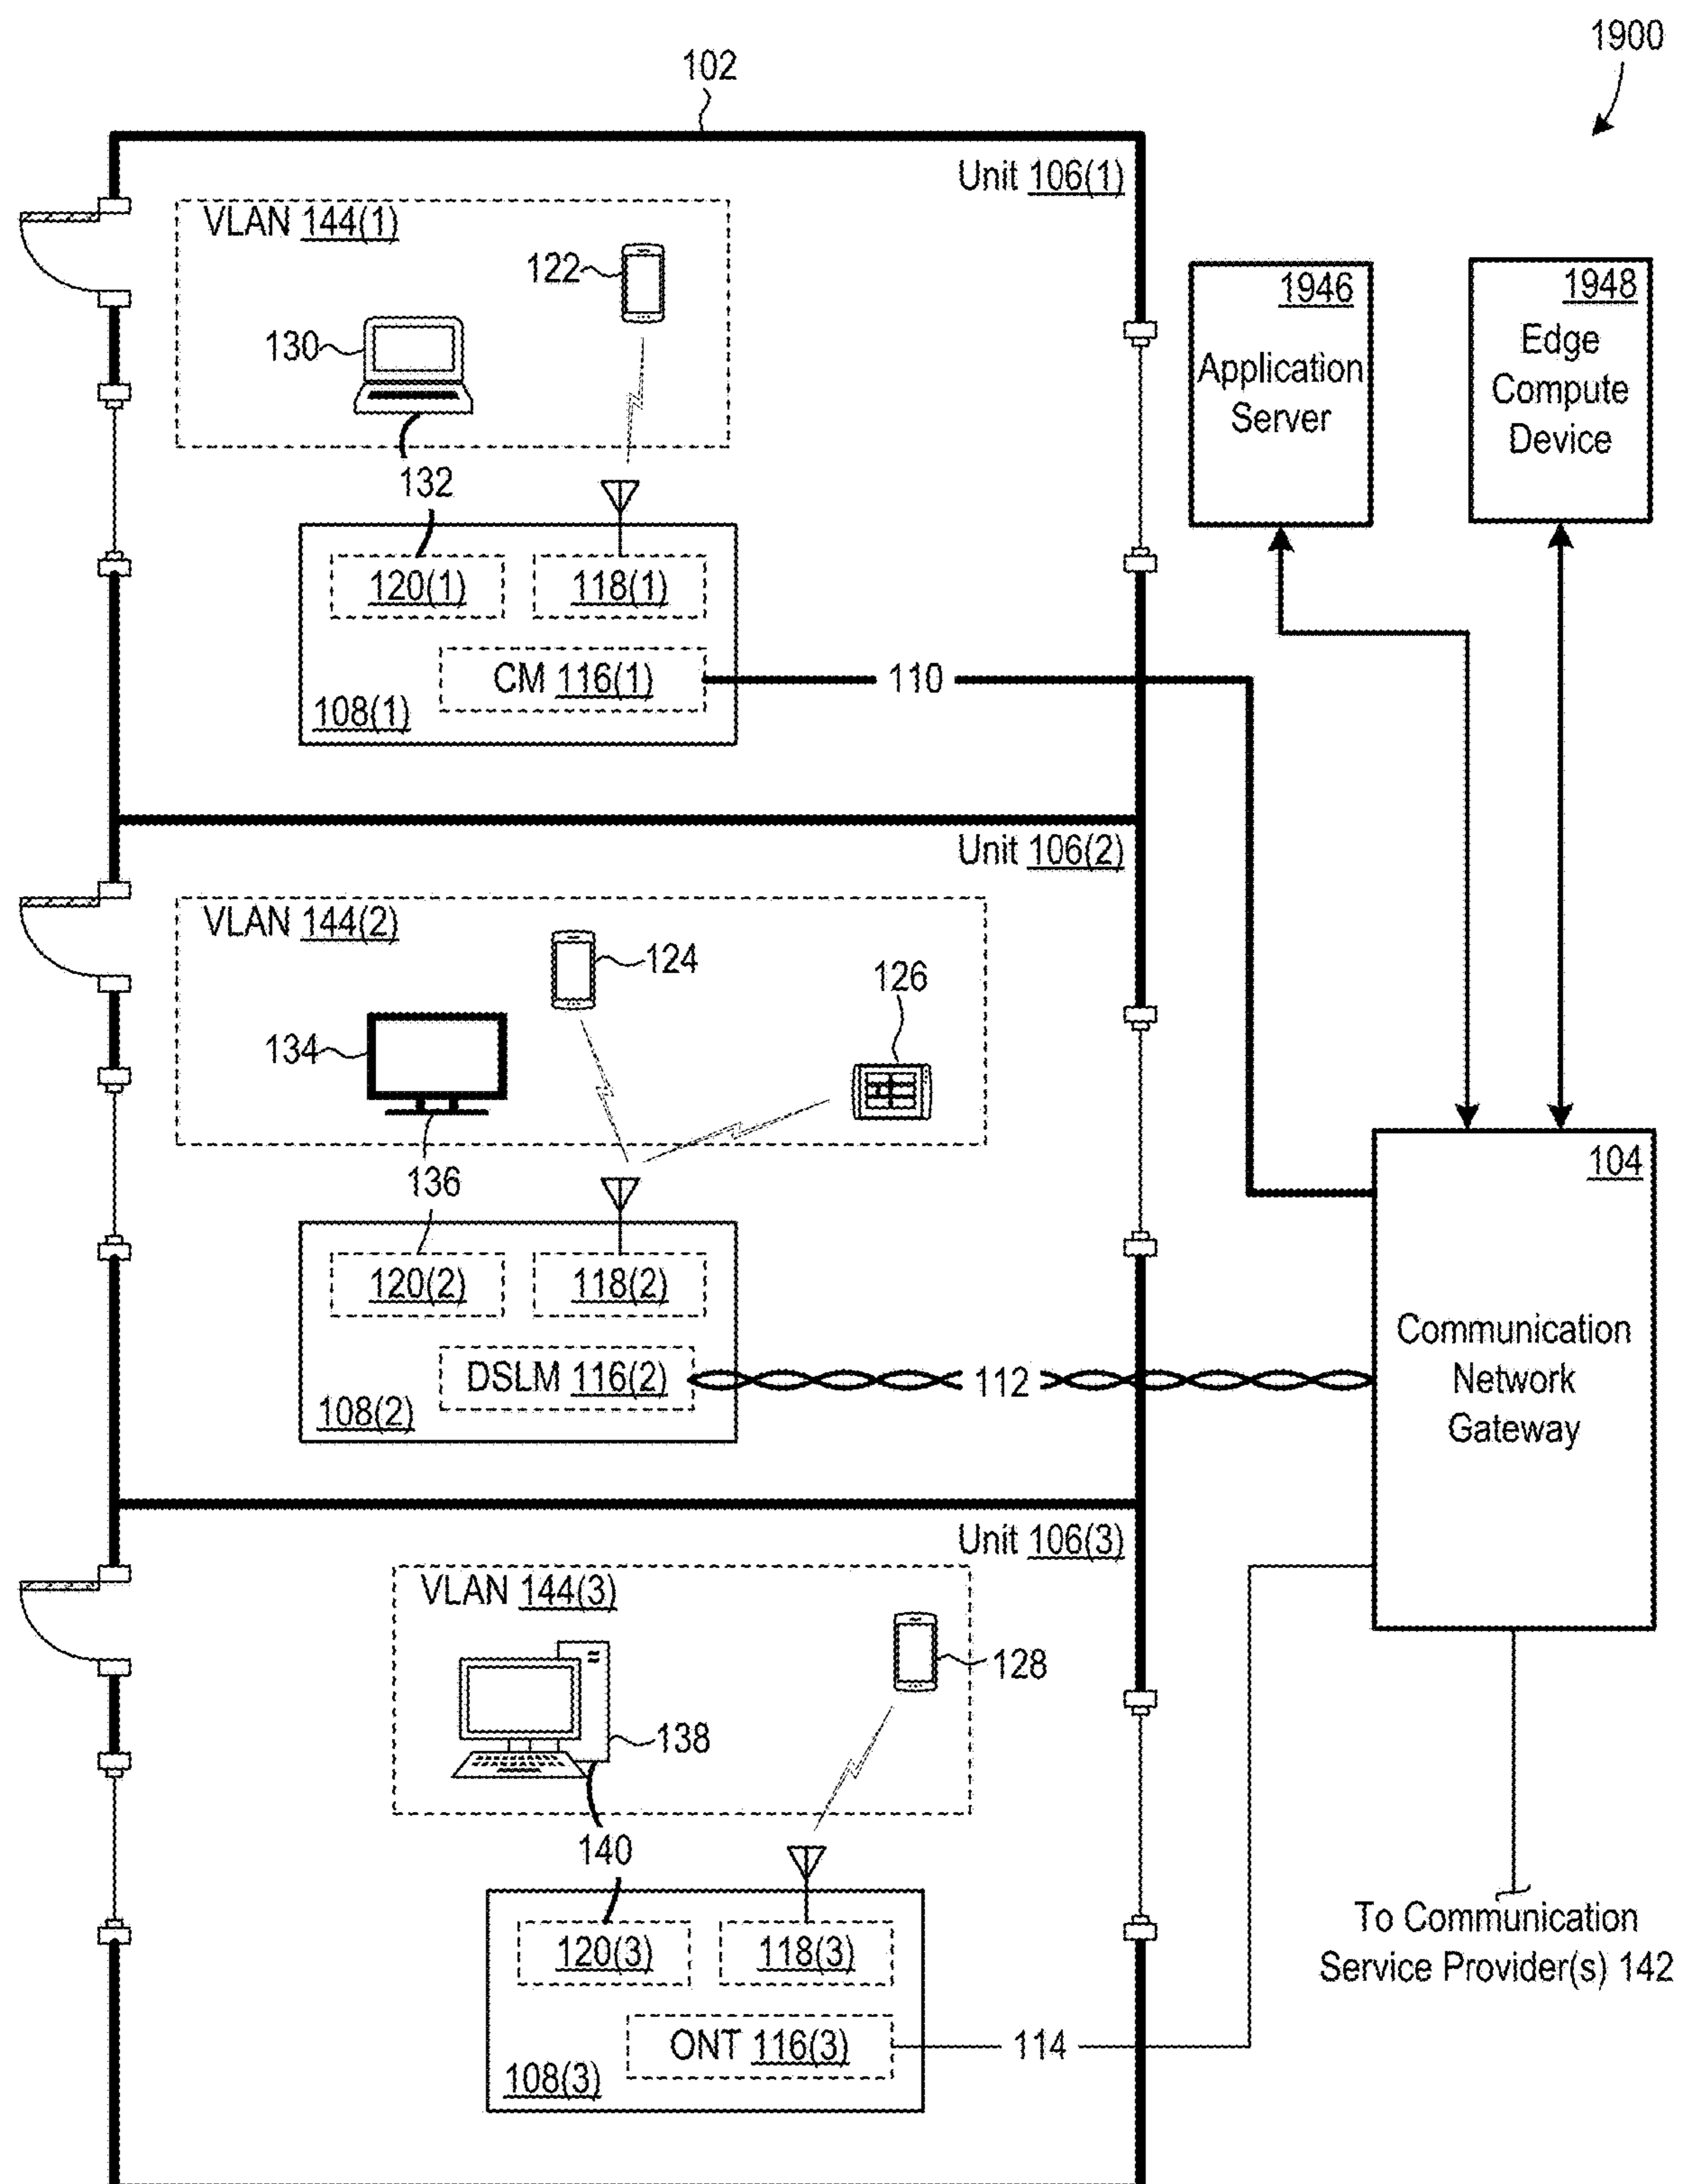 1900
102
Unit 106(1)
VLAN 144(1)
122
130
132
120(1)
118(1)
CM 116(1)
108(1)
110
1946
Application
Server
1948
Edge
Compute
Device
Unit 106(2)
VLAN 144(2)
124
126
134
136
120(2)
118(2)
DSLM 116(2)
108(2)
112
104
Communication
Network
Gateway
Unit 106(3)
VLAN 144(3)
128
138
140
120(3)
118(3)
ONT 116(3)
108(3)
114
To Communication
Service Provider(s) 142